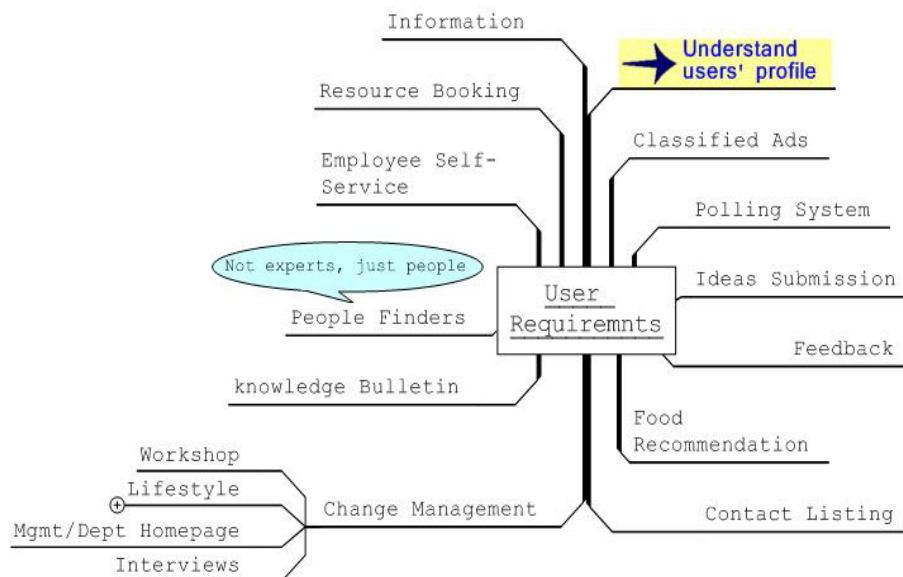 Information
Understand
users' profile
Resource Booking
Classified Ads
Employee Self-
Service
Polling System
Not experts, just people
Ideas Submission
User
Requiremnts
People Finders
Feedback
knowledge Bulletin
Food
Recommendation
Workshop
Lifestyle
Change Management
Contact Listing
Mgmt/Dept Homepage
Interviews